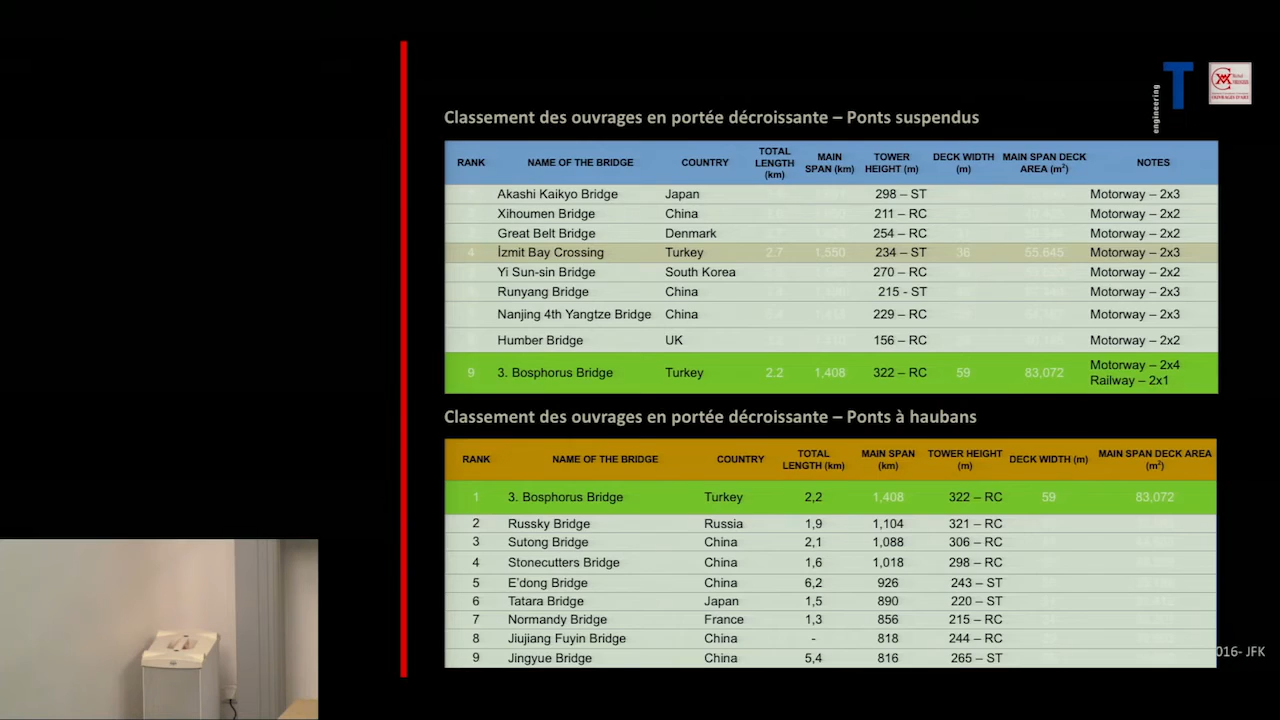 engineering T
Classement des ouvrages en portée décroissante – Ponts suspendus
RANK NAME OF THE BRIDGE COUNTRY TOTAL LENGTH (km) MAIN SPAN (km) TOWER HEIGHT (m) DECK WIDTH (m) MAIN SPAN DECK AREA (m²) NOTES
Akashi Kaikyo Bridge Japan 298 – ST Motorway – 2x3
Xihoumen Bridge China 211 – RC Motorway – 2x2
Great Belt Bridge Denmark 254 – RC Motorway – 2x2
4 İzmit Bay Crossing Turkey 2.7 1,550 234 – ST 36 55.645 Motorway – 2x3
Yi Sun-sin Bridge South Korea 270 – RC Motorway – 2x2
Runyang Bridge China 215 - ST Motorway – 2x3
Nanjing 4th Yangtze Bridge China 229 – RC Motorway – 2x3
Humber Bridge UK 156 – RC Motorway – 2x2
9 3. Bosphorus Bridge Turkey 2.2 1,408 322 – RC 59 83,072 Motorway – 2x4
Railway – 2x1
Classement des ouvrages en portée décroissante – Ponts à haubans
RANK NAME OF THE BRIDGE COUNTRY TOTAL LENGTH (km) MAIN SPAN (km) TOWER HEIGHT (m) DECK WIDTH (m) MAIN SPAN DECK AREA (m²)
1 3. Bosphorus Bridge Turkey 2,2 1,408 322 – RC 59 83,072
2 Russky Bridge Russia 1,9 1,104 321 – RC
3 Sutong Bridge China 2,1 1,088 306 – RC
4 Stonecutters Bridge China 1,6 1,018 298 – RC
5 E'dong Bridge China 6,2 926 243 – ST
6 Tatara Bridge Japan 1,5 890 220 – ST
7 Normandy Bridge France 1,3 856 215 – RC
8 Jiujiang Fuyin Bridge China - 818 244 – RC
9 Jingyue Bridge China 5,4 816 265 – ST
016- JFK